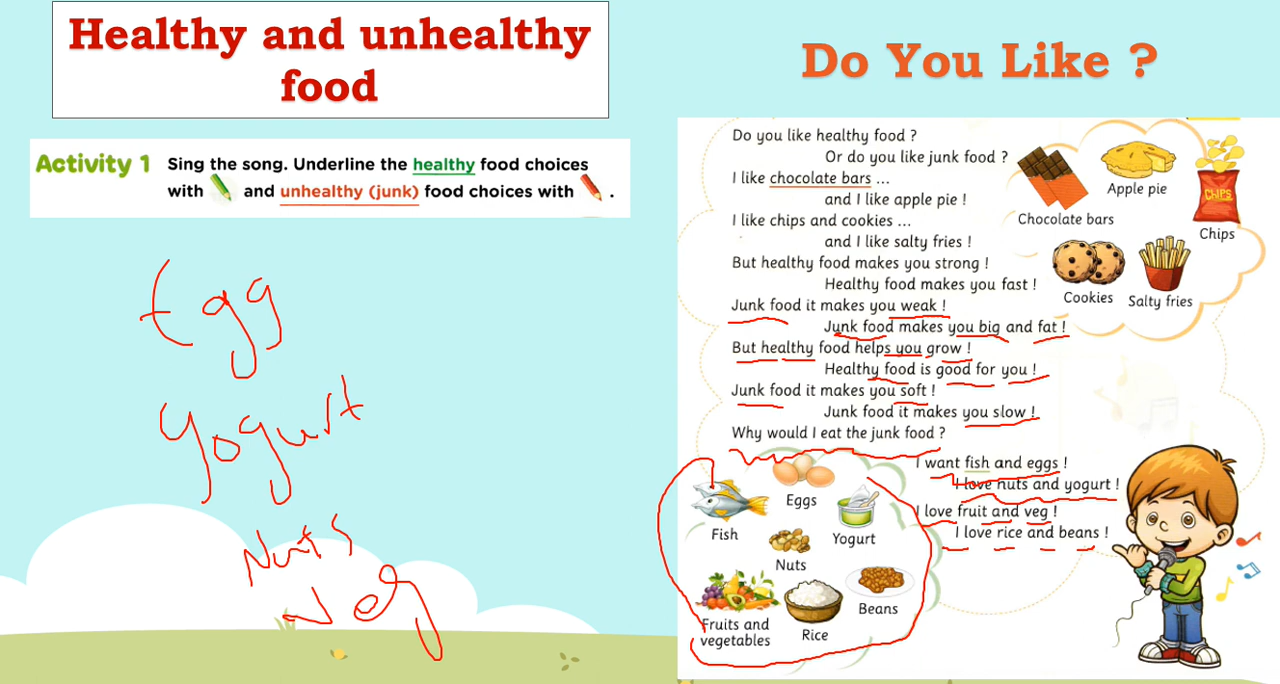 Healthy and unhealthy
food
Activity 1 Sing the song. Underline the healthy food choices
with and unhealthy (junk) food choices with .
Egg
yogurt
Nuts
veg
Do You Like ?
Do you like healthy food ?
Or do you like junk food ?
I like chocolate bars ...
and I like apple pie !
I like chips and cookies ...
and I like salty fries !
But healthy food makes you strong !
Healthy food makes you fast !
Junk food it makes you weak !
Junk food makes you big and fat !
But healthy food helps you grow !
Healthy food is good for you !
Junk food it makes you soft !
Junk food it makes you slow !
Why would I eat the junk food ?
I want fish and eggs !
I love nuts and yogurt !
I love fruit and veg !
I love rice and beans !
Apple pie
CHIPS
Chocolate bars
Chips
Cookies
Salty fries
Eggs
Fish
Yogurt
Nuts
Beans
Fruits and
vegetables
Rice